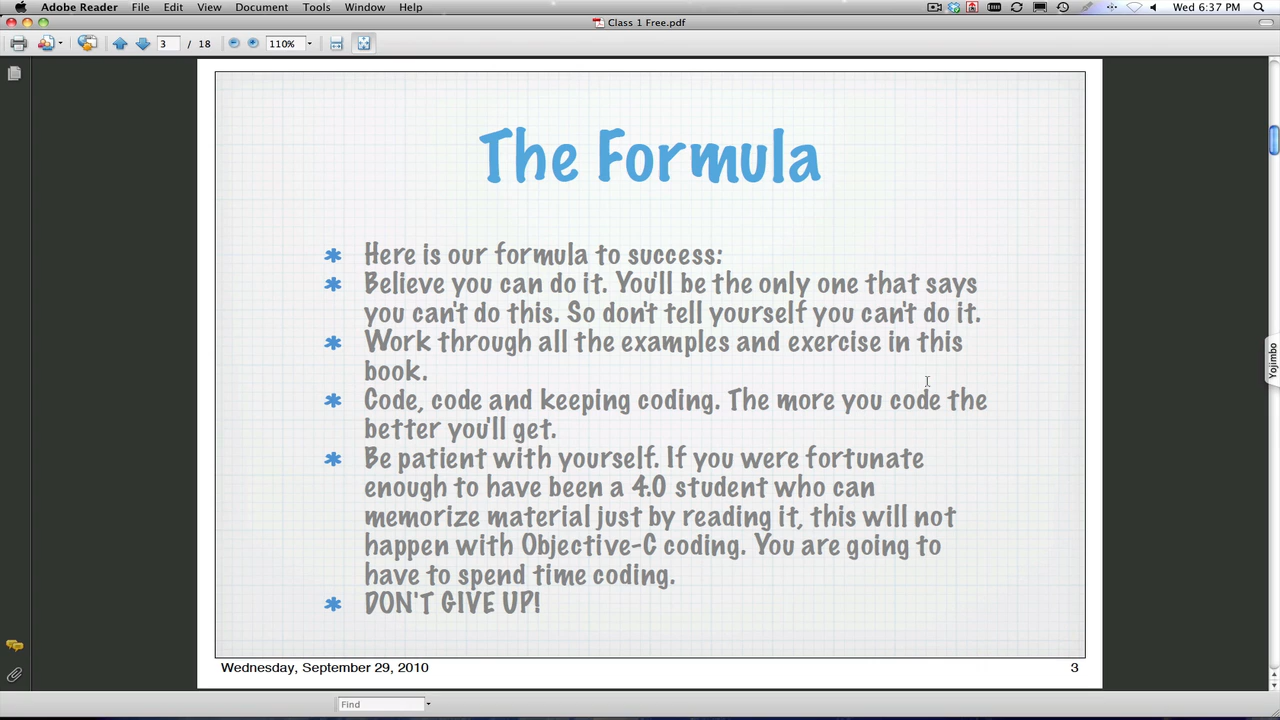 Adobe Reader File Edit View Document Tools Window Help Wed 6:37 PM
Class 1 Free.pdf
3 / 18 110%
The Formula
Here is our formula to success:
Believe you can do it. You'll be the only one that says
you can't do this. So don't tell yourself you can't do it.
Work through all the examples and exercise in this
book.
Code, code and keeping coding. The more you code the
better you'll get.
Be patient with yourself. If you were fortunate
enough to have been a 4.0 student who can
memorize material just by reading it, this will not
happen with Objective-C coding. You are going to
have to spend time coding.
DON'T GIVE UP!
Wednesday, September 29, 2010 3
Yojimbo
Find